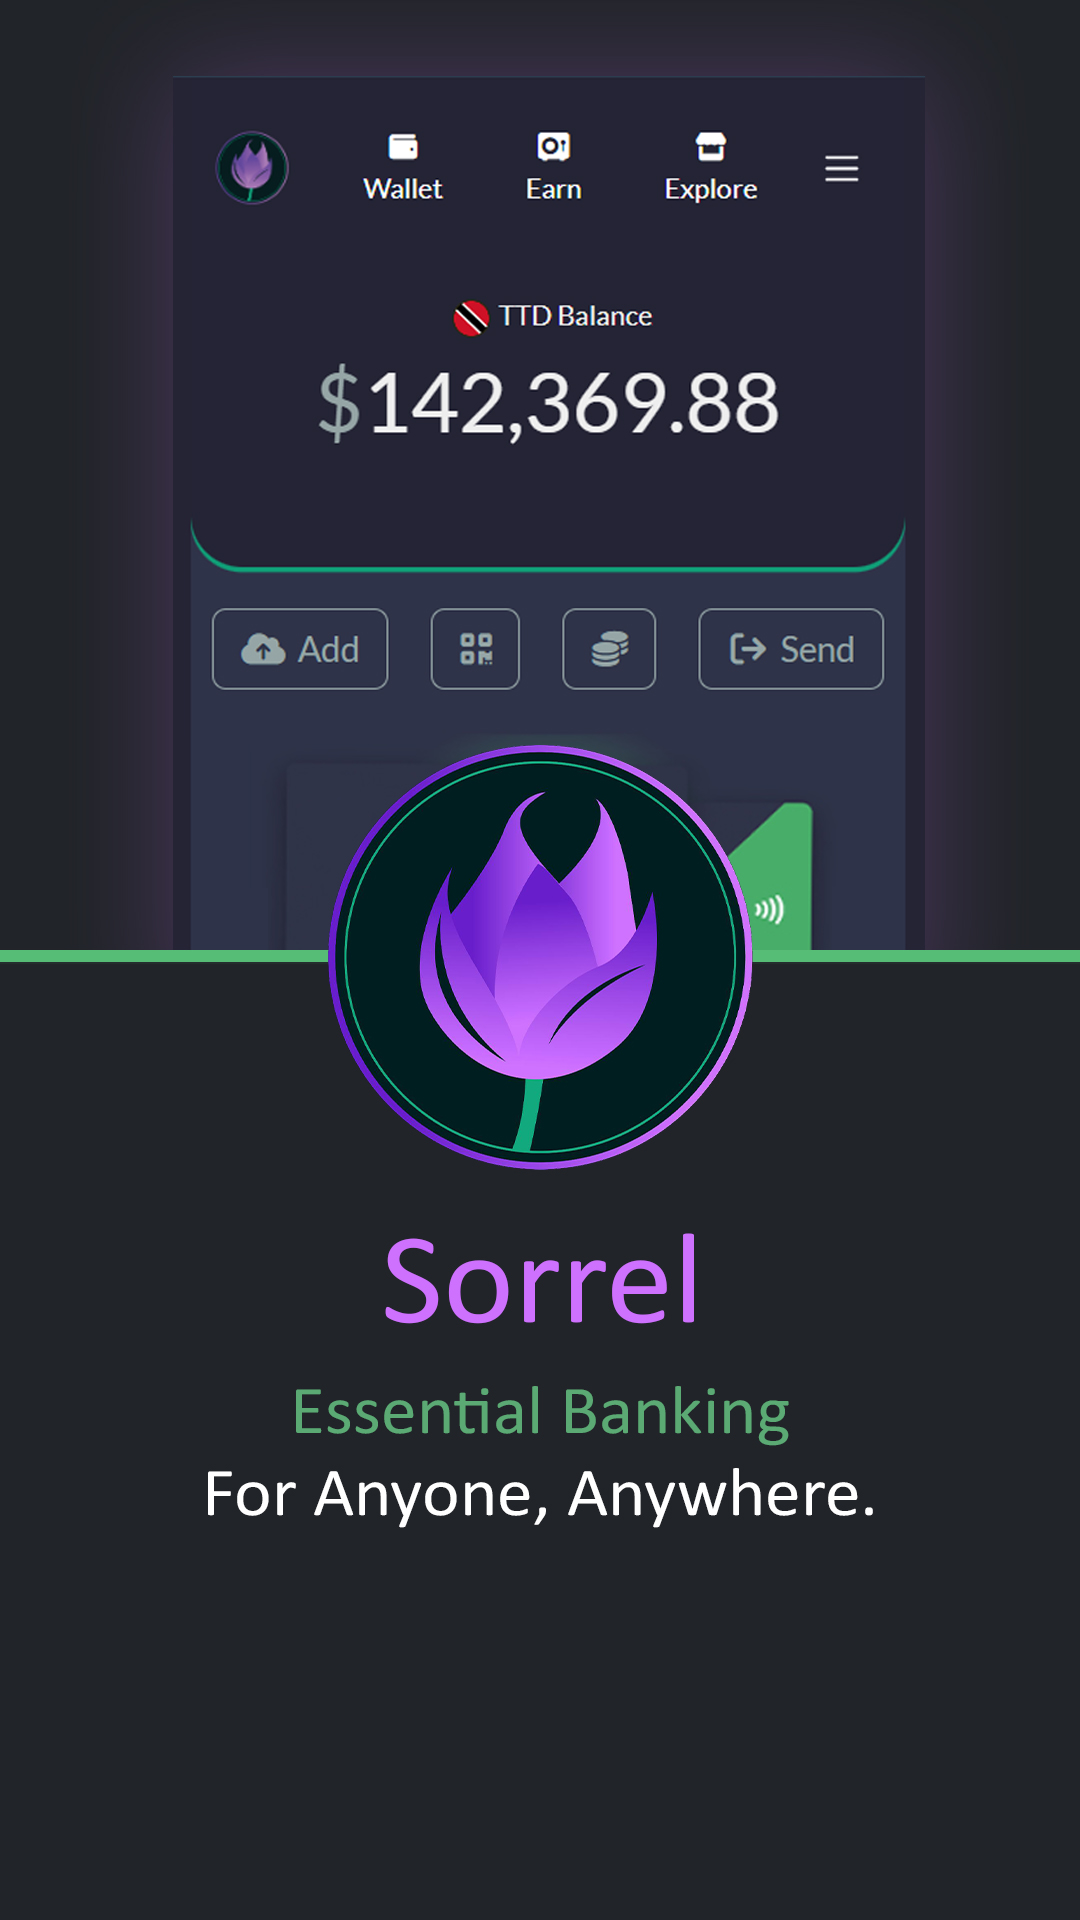 Wallet Earn Explore
TTD Balance
$142,369.88
Add Send
Sorrel
Essential Banking
For Anyone, Anywhere.